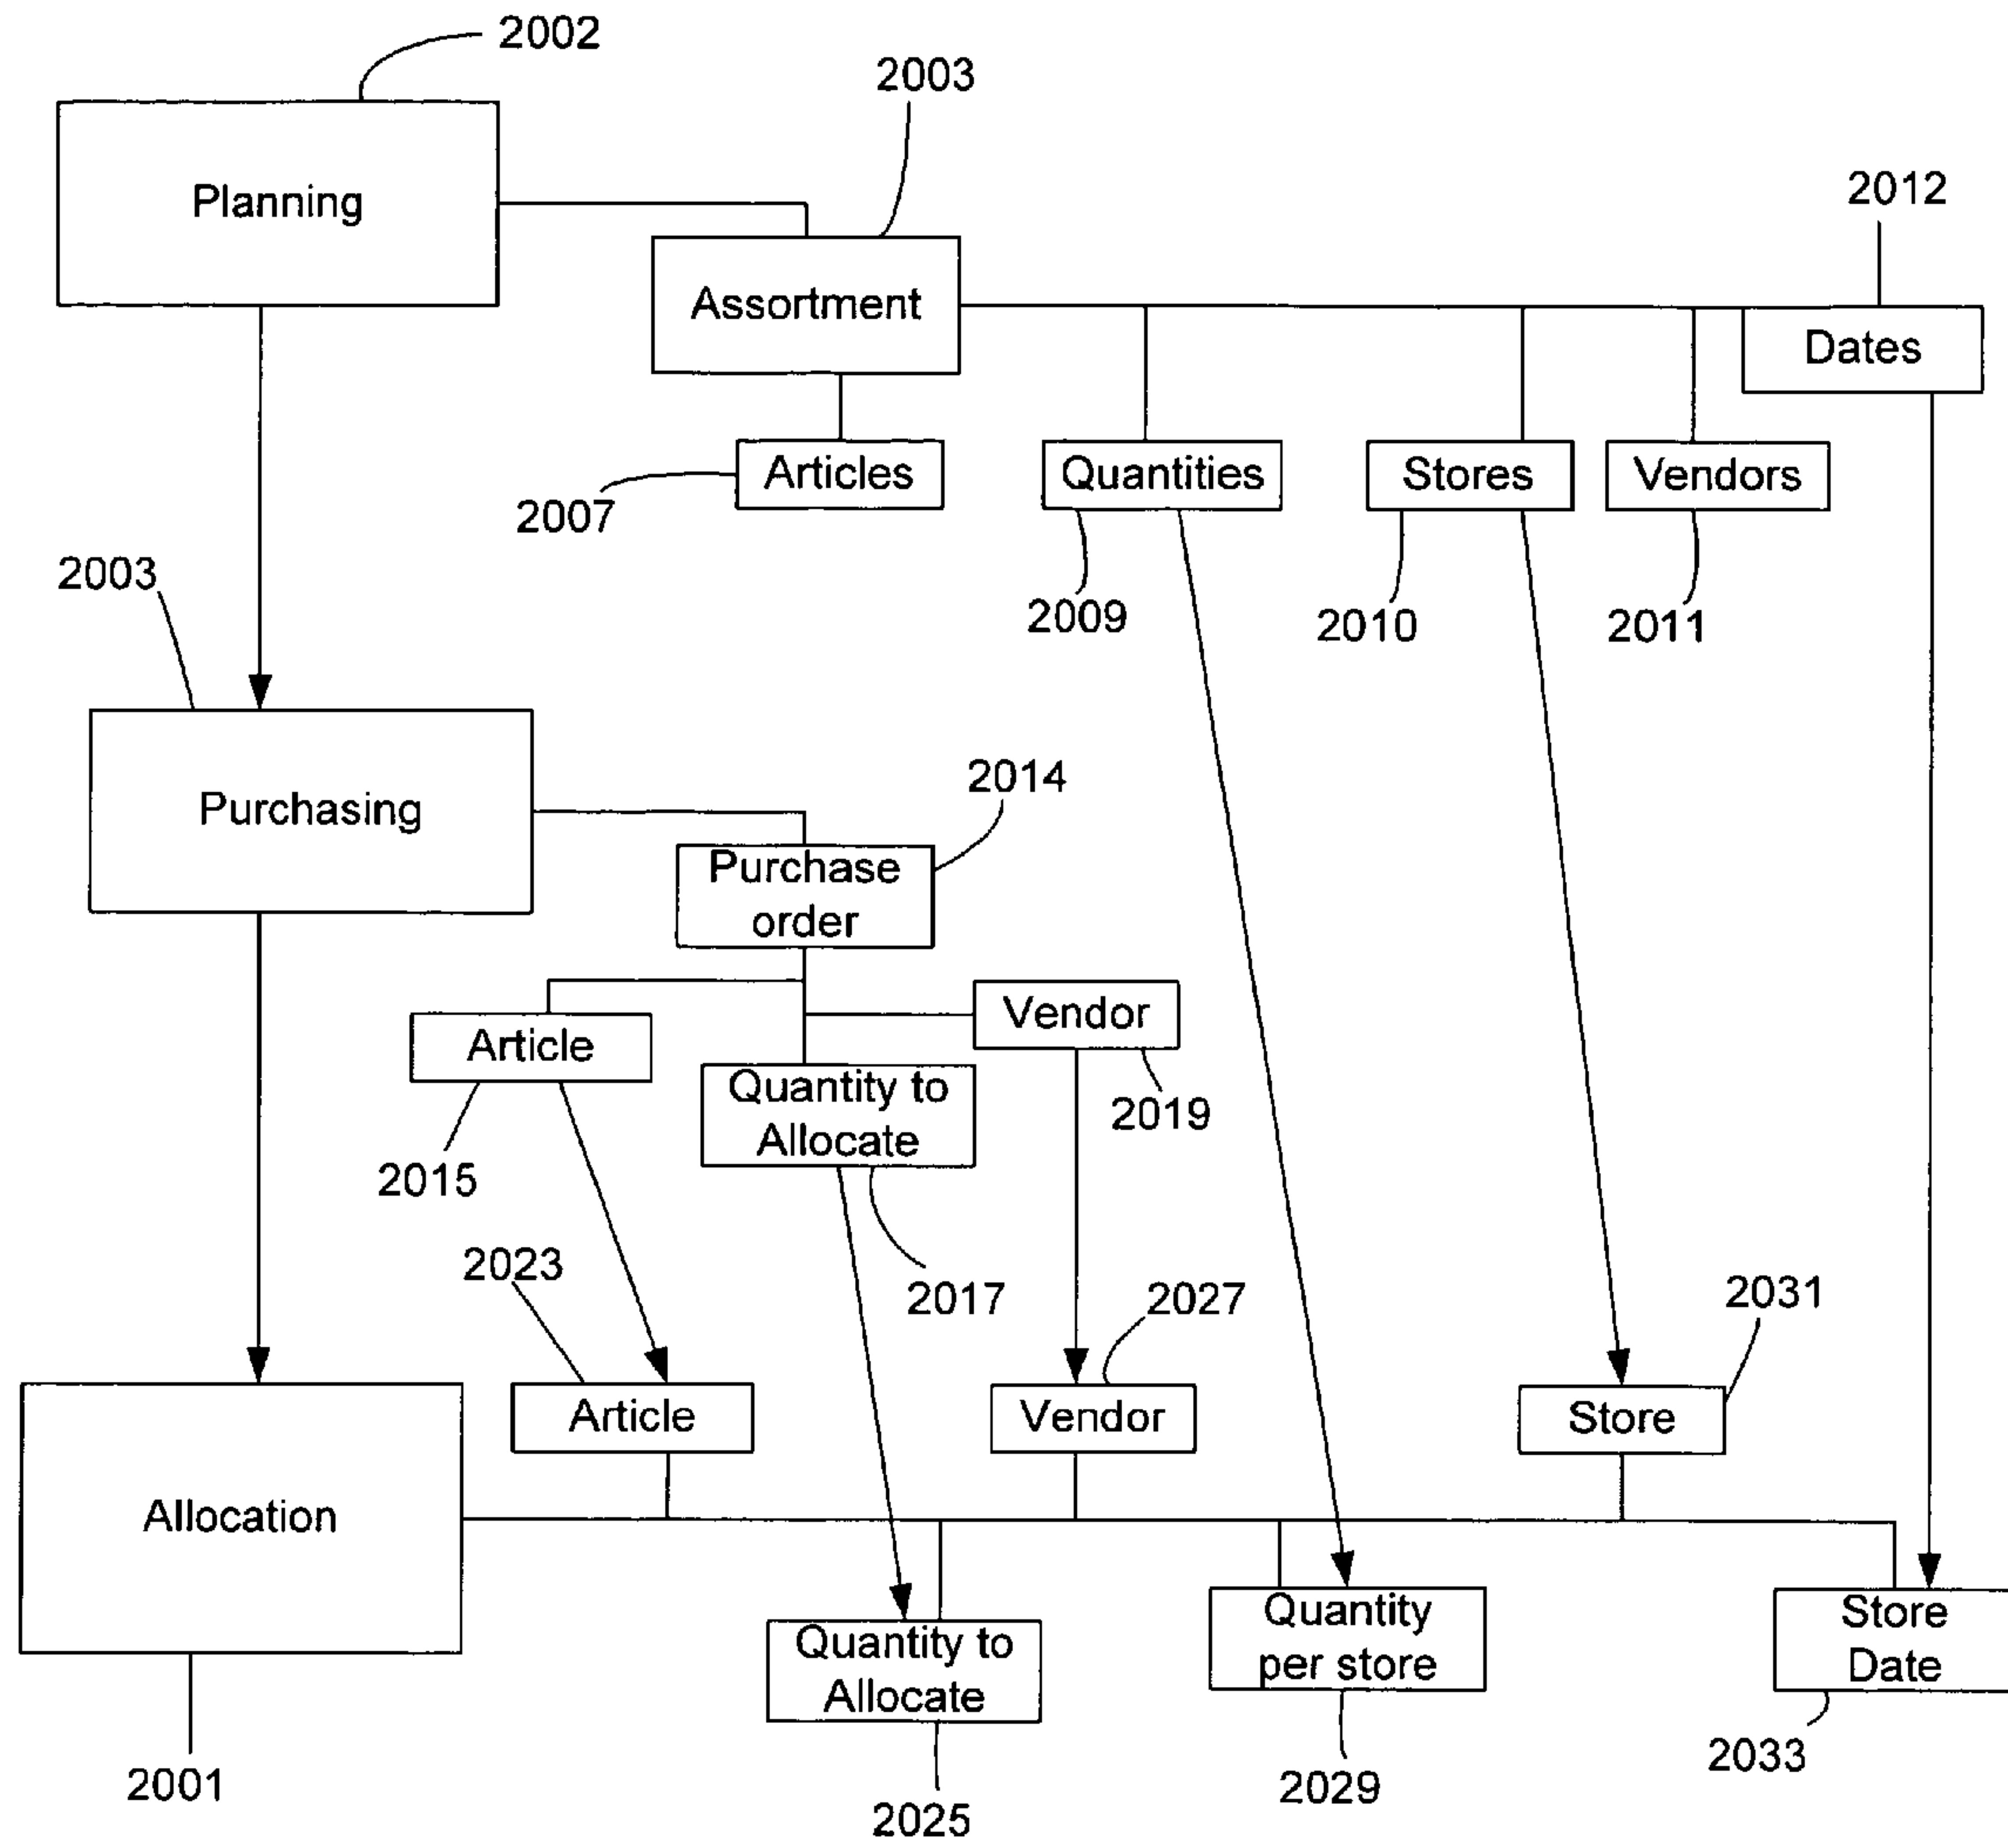 2002
2003
Planning
2012
Assortment
Dates
Articles
Quantities
Stores
Vendors
2007
2003
2009
2010
2011
Purchasing
2014
Purchase
order
Vendor
Article
Quantity to
Allocate
2019
2015
2023
2017
2027
2031
Article
Vendor
Store
Allocation
Quantity to
Allocate
Quantity
per store
Store
Date
2001
2025
2029
2033